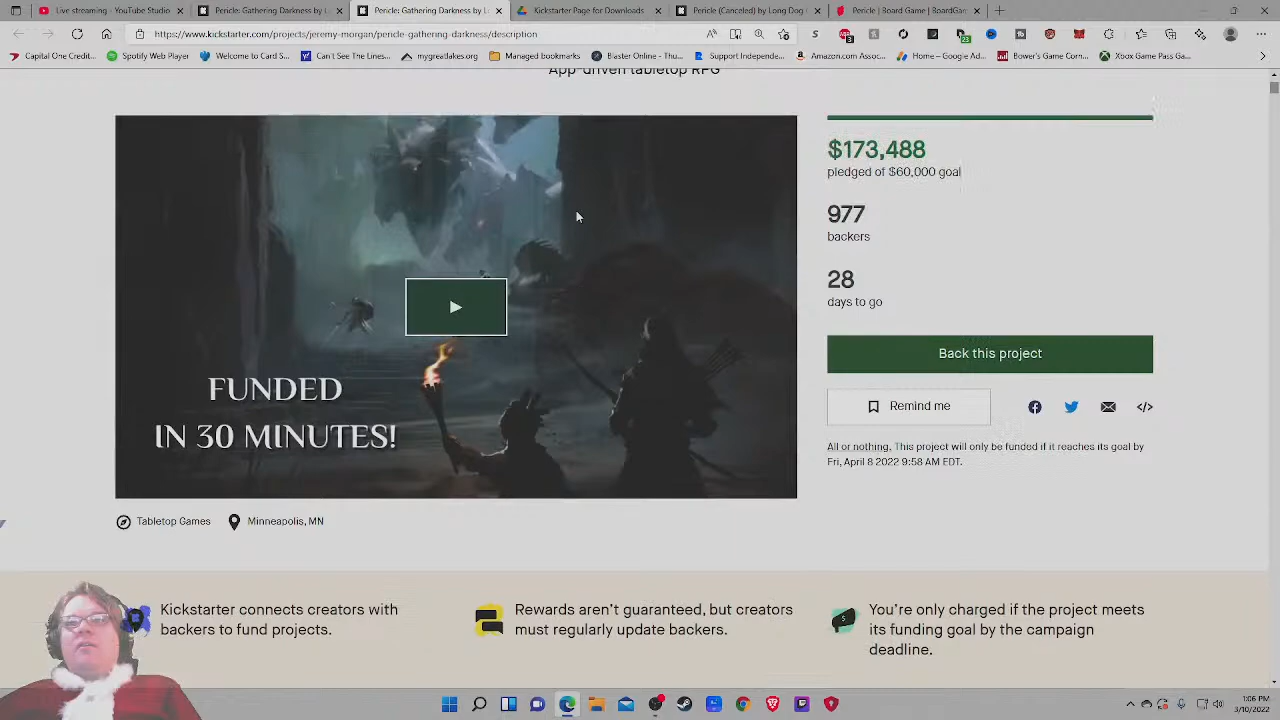 Live streaming - YouTube Studio
Pericle: Gathering Darkness by L
Pericle: Gathering Darkness by L
Kickstarter Page for Downloads
Pericle (Canceled) by Long Dog
Pericle | Board Game | BoardGa
https://www.kickstarter.com/projects/jeremy-morgan/pericle-gathering-darkness/description
Capital One Credi...
Spotify Web Player
Welcome to Card S...
Can't See The Lines...
mygreatlakes.org
Managed bookmarks
Blaster Online - Thu...
Support Independe...
Amazon.com Assoc...
Home – Google Ad...
Bower's Game Corn...
Xbox Game Pass Ga...
App-driven tabletop RPG
$173,488
pledged of $60,000 goal
977
backers
28
days to go
Back this project
Remind me
All or nothing. This project will only be funded if it reaches its goal by
Fri, April 8 2022 9:58 AM EDT.
FUNDED
IN 30 MINUTES!
Tabletop Games
Minneapolis, MN
Kickstarter connects creators with
backers to fund projects.
Rewards aren't guaranteed, but creators
must regularly update backers.
You're only charged if the project meets
its funding goal by the campaign
deadline.
1:06 PM
3/10/2022